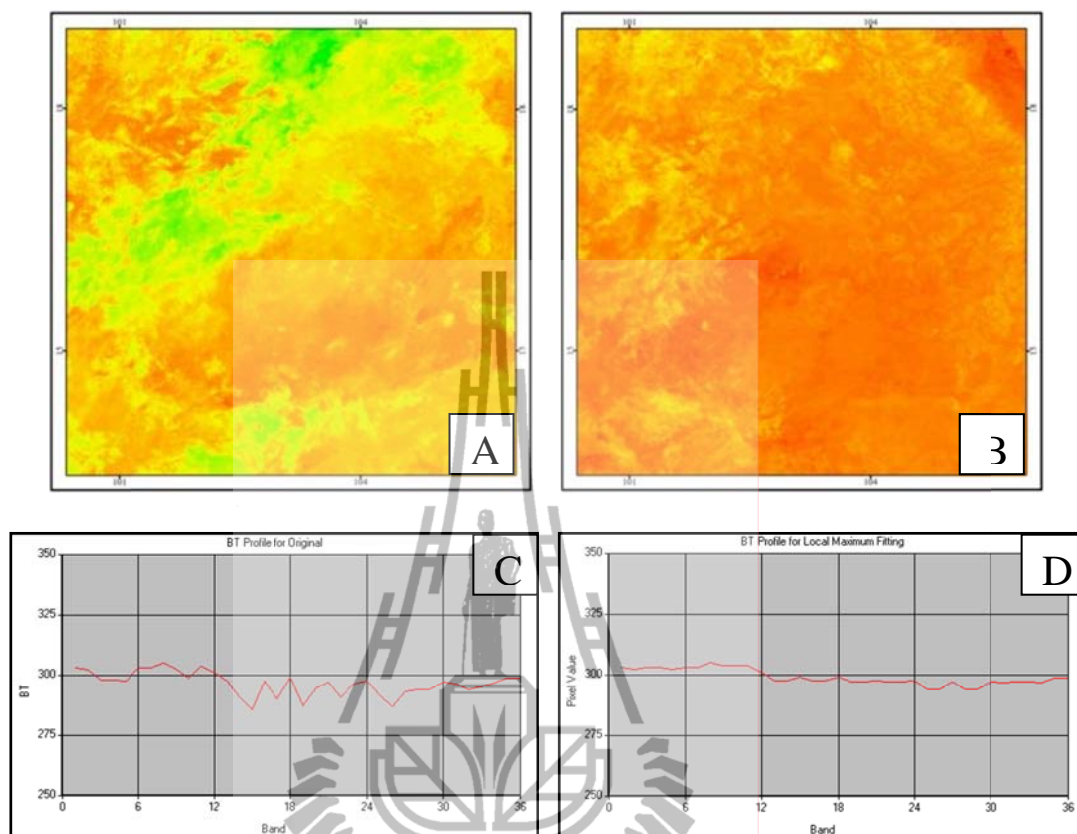 101 104
101 104
A
B
101 104
101 104
BT Profile for Original
C
350
325
300
275
250
BT
0 6 12 18 24 30 36
Band
BT Profile for Local Maximum Fitting
D
350
325
300
275
250
Pixel Value
0 6 12 18 24 30 36
Band